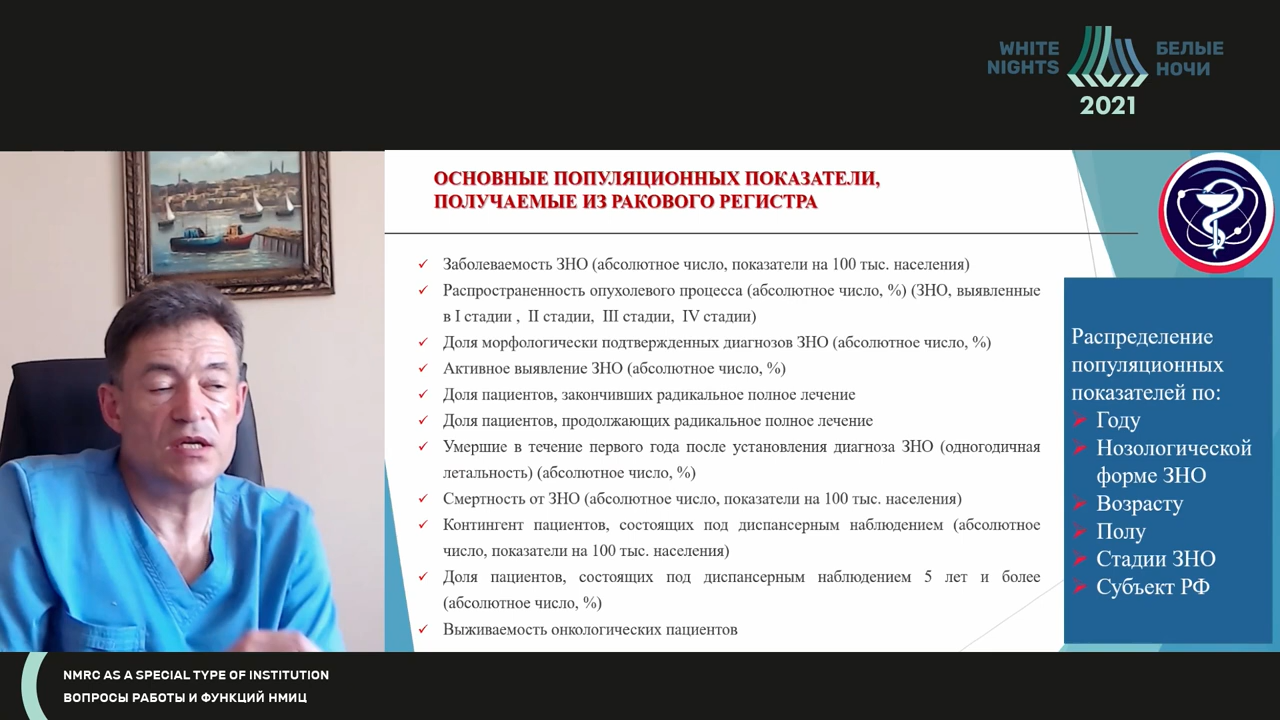 WHITE
NIGHTS
БЕЛЫЕ
НОЧИ
2021
ОСНОВНЫЕ ПОПУЛЯЦИОННЫХ ПОКАЗАТЕЛИ,
ПОЛУЧАЕМЫЕ ИЗ РАКОВОГО РЕГИСТРА
Заболеваемость ЗНО (абсолютное число, показатели на 100 тыс. населения)
Распространенность опухолевого процесса (абсолютное число, %) (ЗНО, выявленные
в I стадии , II стадии, III стадии, IV стадии)
Доля морфологически подтвержденных диагнозов ЗНО (абсолютное число, %)
Активное выявление ЗНО (абсолютное число, %)
Доля пациентов, закончивших радикальное полное лечение
Доля пациентов, продолжающих радикальное полное лечение
Умершие в течение первого года после установления диагноза ЗНО (одногодичная
летальность) (абсолютное число, %)
Смертность от ЗНО (абсолютное число, показатели на 100 тыс. населения)
Контингент пациентов, состоящих под диспансерным наблюдением (абсолютное
число, показатели на 100 тыс. населения)
Доля пациентов, состоящих под диспансерным наблюдением 5 лет и более
(абсолютное число, %)
Выживаемость онкологических пациентов
Распределение
популяционных
показателей по:
Году
Нозологической
форме ЗНО
Возрасту
Полу
Стадии ЗНО
Субъект РФ
NMRC AS A SPECIAL TYPE OF INSTITUTION
ВОПРОСЫ РАБОТЫ И ФУНКЦИЙ НМИЦ